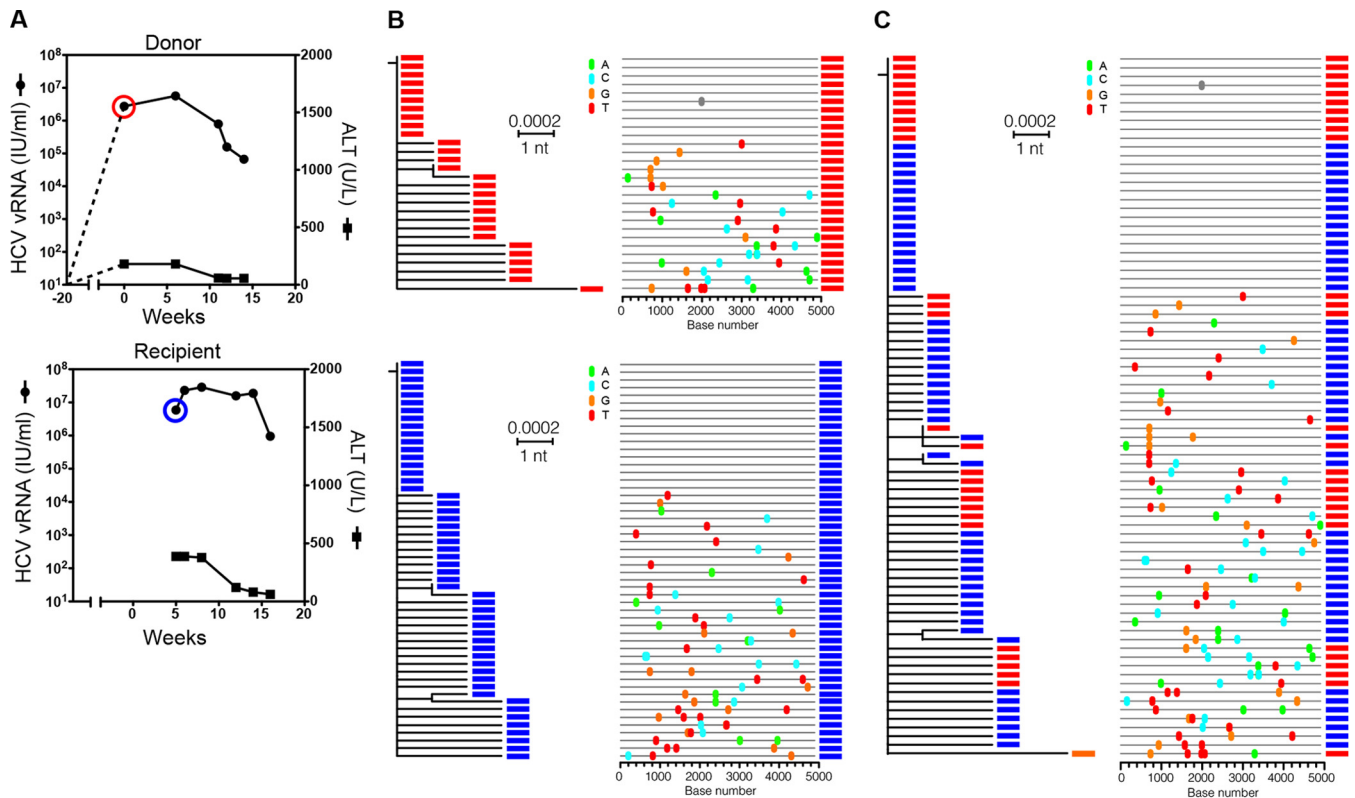 A
B
C
Donor
HCV vRNA (IU/ml)
10⁸
10⁷
10⁶
10⁵
10⁴
10³
10²
10¹
2000
1500
1000
500
0
ALT (U/L)
-20
0
5
10
15
20
Weeks
Recipient
HCV vRNA (IU/ml)
10⁸
10⁷
10⁶
10⁵
10⁴
10³
10²
10¹
2000
1500
1000
500
0
ALT (U/L)
0
5
10
15
20
Weeks
0.0002
1 nt
A
C
G
T
0 1000 2000 3000 4000 5000
Base number
0.0002
1 nt
A
C
G
T
0 1000 2000 3000 4000 5000
Base number
0.0002
1 nt
A
C
G
T
0 1000 2000 3000 4000 5000
Base number